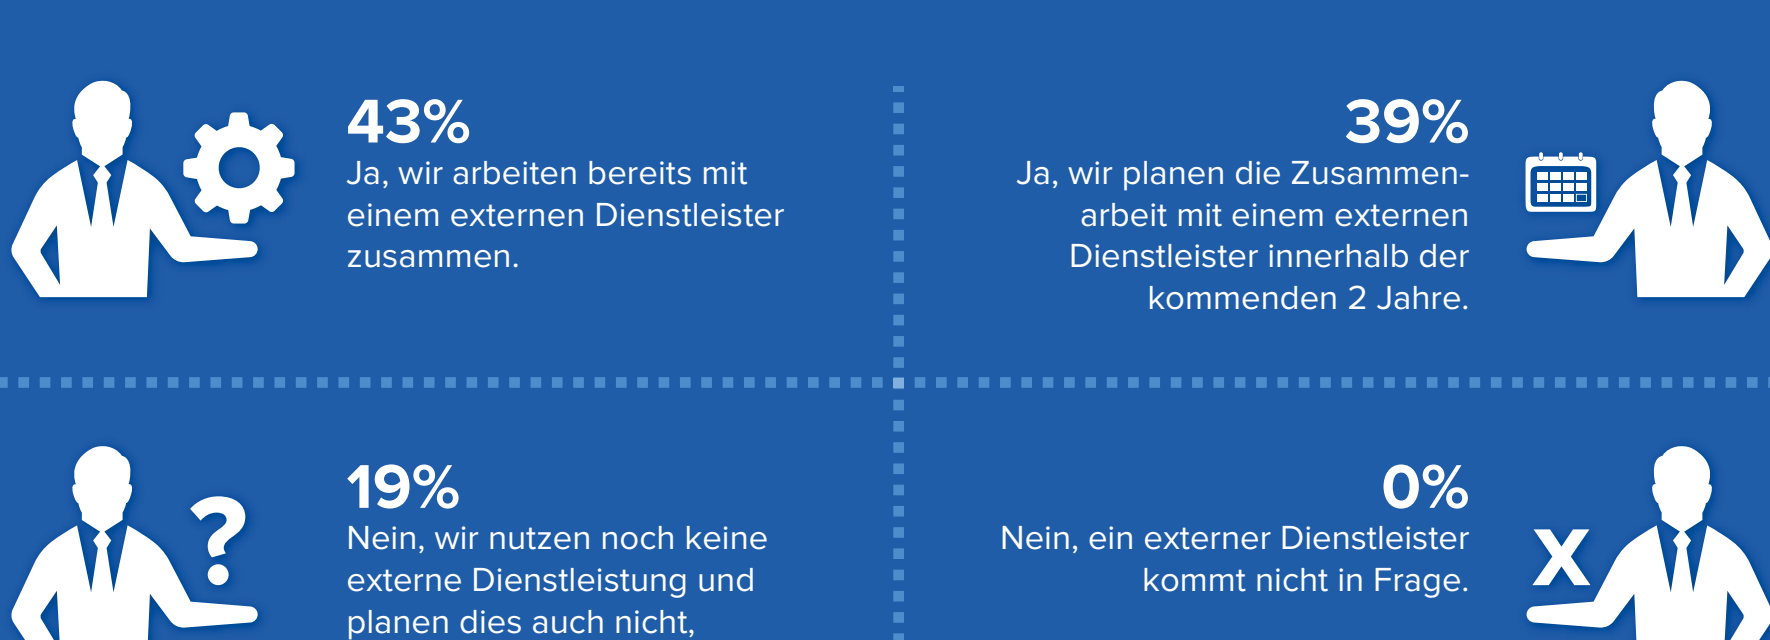 43%
Ja, wir arbeiten bereits mit
einem externen Dienstleister
zusammen.
39%
Ja, wir planen die Zusammen-
arbeit mit einem externen
Dienstleister innerhalb der
kommenden 2 Jahre.
19%
Nein, wir nutzen noch keine
externe Dienstleistung und
planen dies auch nicht,
0%
Nein, ein externer Dienstleister
kommt nicht in Frage.